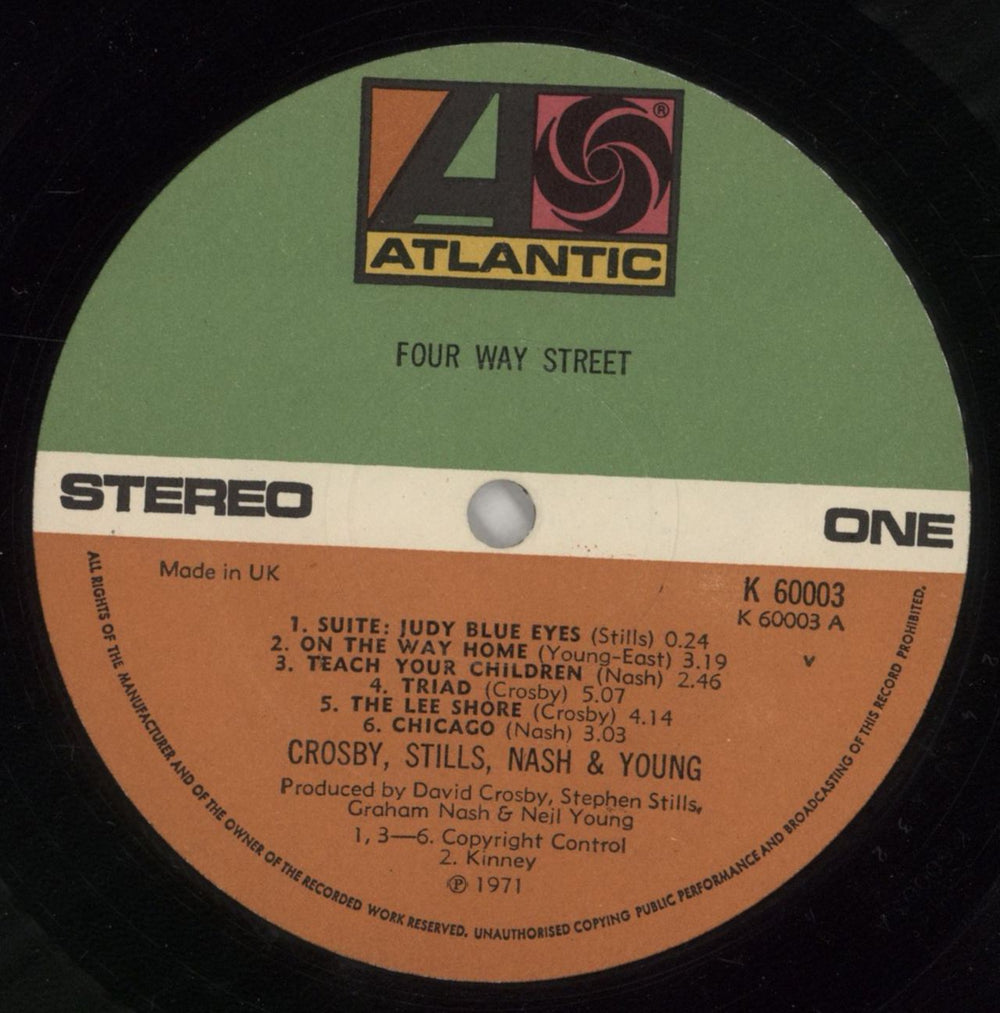 ®
ATLANTIC
FOUR WAY STREET
STEREO
ONE
Made in UK
K 60003
K 60003 A
1. SUITE: JUDY BLUE EYES (Stills) 0.24
2. ON THE WAY HOME (Young-East) 3.19
3. TEACH YOUR CHILDREN (Nash) 2.46
4. TRIAD (Crosby) 5.07
5. THE LEE SHORE (Crosby) 4.14
6. CHICAGO (Nash) 3.03
v
CROSBY, STILLS, NASH & YOUNG
Produced by David Crosby, Stephen Stills,
Graham Nash & Neil Young
1, 3—6. Copyright Control
2. Kinney
℗ 1971
ALL RIGHTS OF THE MANUFACTURER AND OF THE OWNER OF THE RECORDED WORK RESERVED. UNAUTHORISED COPYING PUBLIC PERFORMANCE AND BROADCASTING OF THIS RECORD PROHIBITED.